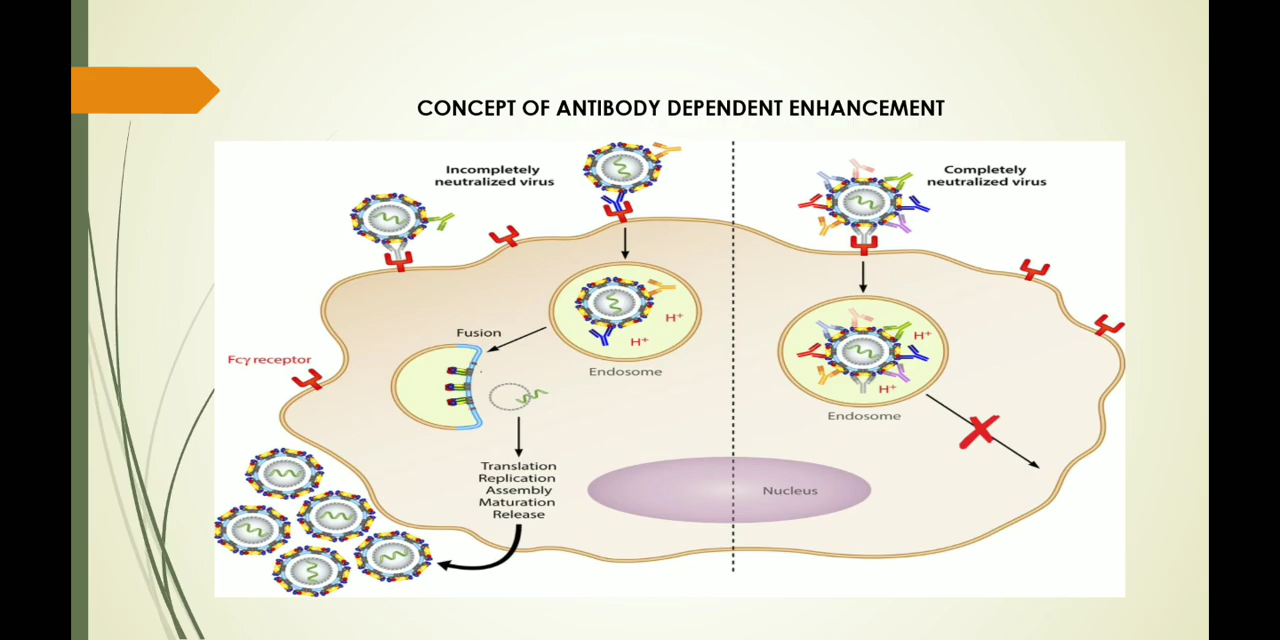 CONCEPT OF ANTIBODY DEPENDENT ENHANCEMENT
Incompletely
neutralized virus
Completely
neutralized virus
Fusion
H⁺
H⁺
Endosome
Fcγ receptor
H⁺
H⁺
Endosome
Translation
Replication
Assembly
Maturation
Release
Nucleus